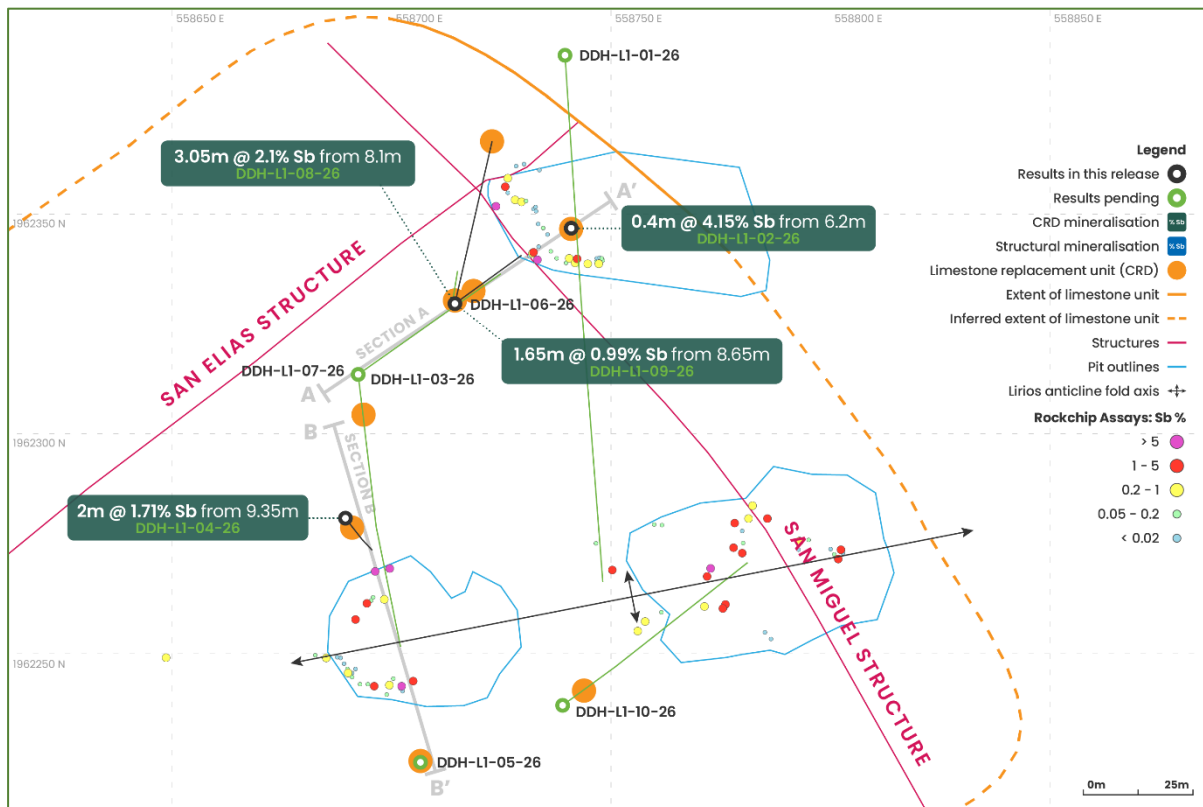 558650 E
558700 E
558750 E
558800 E
558850 E
DDH-L1-01-26
3.05m @ 2.1% Sb from 8.1m
DDH-L1-08-26
A'
1962350 N
0.4m @ 4.15% Sb from 6.2m
DDH-L1-02-26
SAN ELIAS STRUCTURE
DDH-L1-06-26
SECTION A
1.65m @ 0.99% Sb from 8.65m
DDH-L1-09-26
DDH-L1-07-26
DDH-L1-03-26
A
B
1962300 N
SECTION B
2m @ 1.71% Sb from 9.35m
DDH-L1-04-26
SAN MIGUEL STRUCTURE
1962250 N
DDH-L1-10-26
DDH-L1-05-26
B'
Legend
Results in this release
Results pending
CRD mineralisation
% Sb
Structural mineralisation
% Sb
Limestone replacement unit (CRD)
Extent of limestone unit
Inferred extent of limestone unit
Structures
Pit outlines
Lirios anticline fold axis
Rockchip Assays: Sb %
> 5
1 - 5
0.2 - 1
0.05 - 0.2
< 0.02
0m 25m